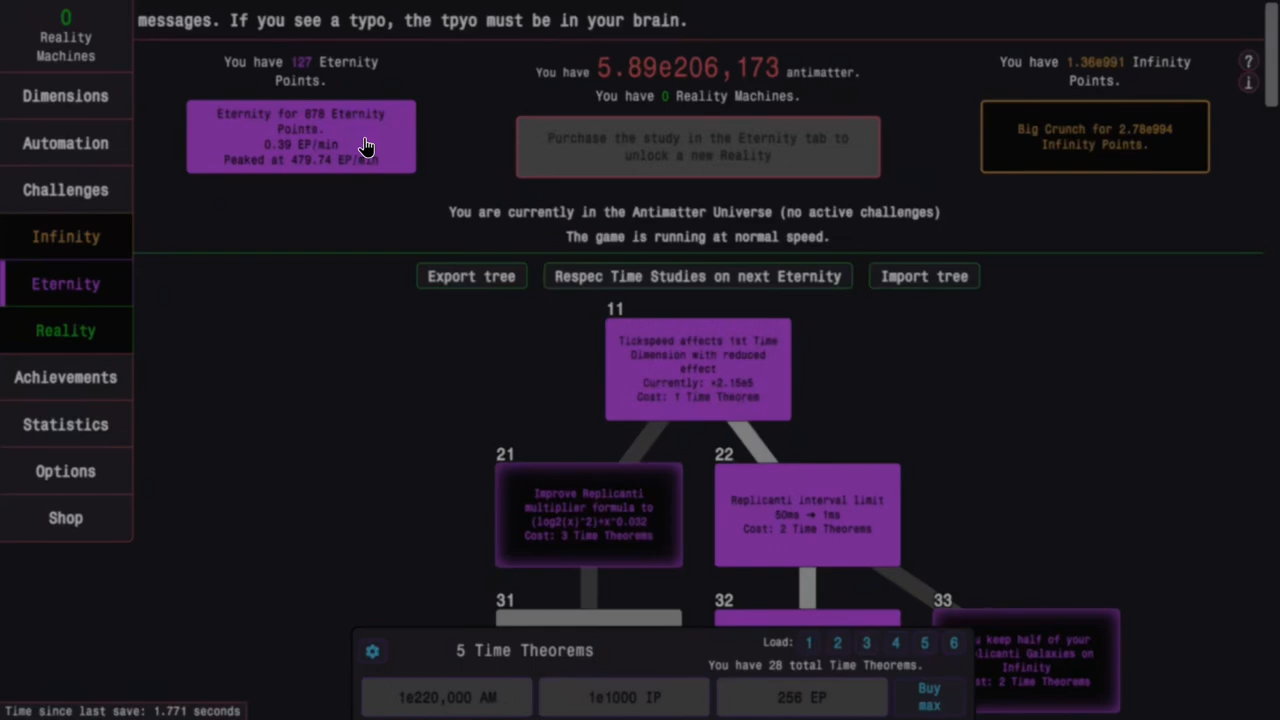 0
Reality
Machines
Dimensions
Automation
Challenges
Infinity
Eternity
Reality
Achievements
Statistics
Options
Shop
messages. If you see a typo, the tpyo must be in your brain.
You have 127 Eternity
Points.
Eternity for 878 Eternity
Points.
0.39 EP/min
Peaked at 479.74 EP/min
You have 5.89e206,173 antimatter.
You have 0 Reality Machines.
Purchase the study in the Eternity tab to
unlock a new Reality
You have 1.36e991 Infinity
Points.
?
i
Big Crunch for 2.78e994
Infinity Points.
You are currently in the Antimatter Universe (no active challenges)
The game is running at normal speed.
Export tree
Respec Time Studies on next Eternity
Import tree
11
Tickspeed affects 1st Time
Dimension with reduced
effect
Currently: ×2.15e5
Cost: 1 Time Theorem
21
Improve Replicanti
multiplier formula to
(log2(x)^2)+x^0.032
Cost: 3 Time Theorems
22
Replicanti interval limit
50ms → 1ms
Cost: 2 Time Theorems
31
32
33
keep half of your
plicanti Galaxies on
Infinity
st: 2 Time Theorems
5 Time Theorems
Load: 1 2 3 4 5 6
You have 28 total Time Theorems.
1e220,000 AM
1e1000 IP
256 EP
Buy
max
Time since last save: 1.771 seconds